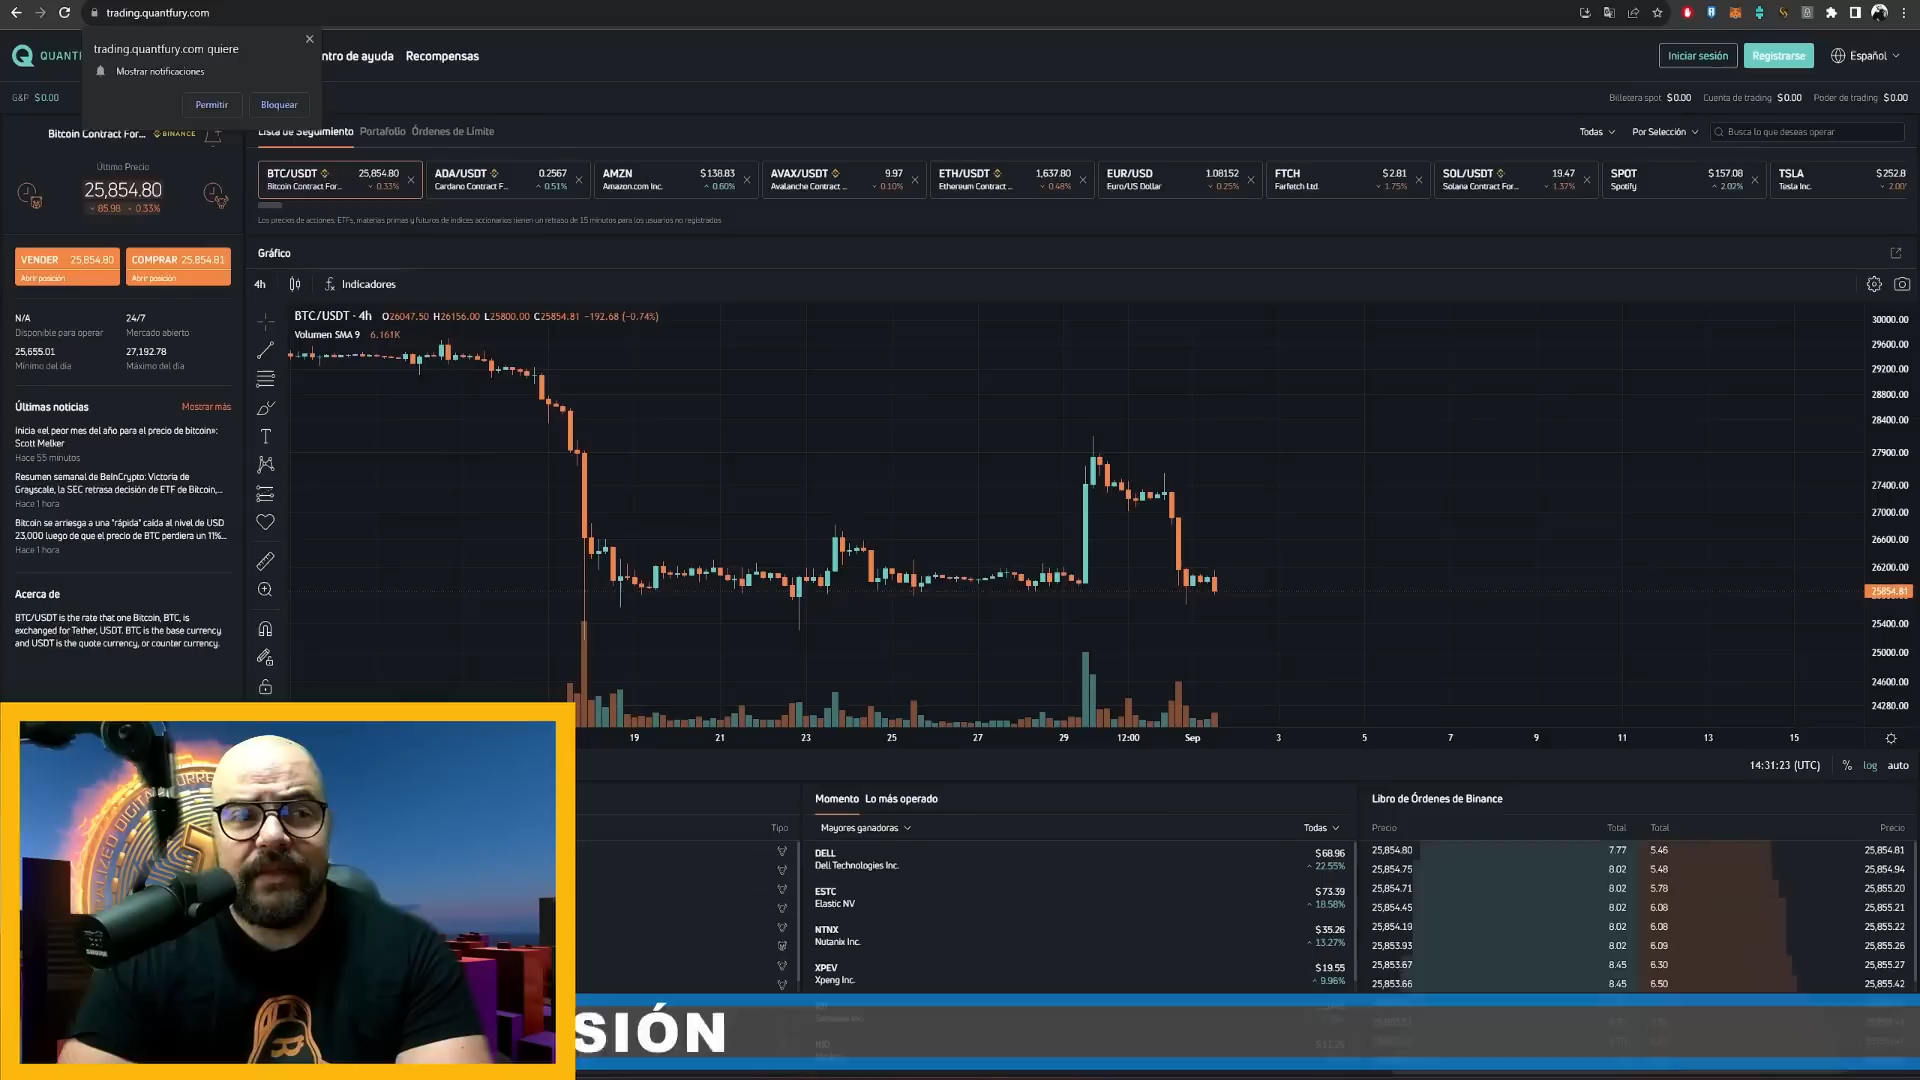 trading.quantfury.com
trading.quantfury.com quiere
Mostrar notificaciones
Permitir Bloquear
ntro de ayuda Recompensas
Iniciar sesión Registrarse Español
G&P $0.00
Billetera spot $0.00 Cuenta de trading $0.00 Poder de trading $0.00
Bitcoin Contract For... BINANCE
Último Precio
25,854.80
85.98 0.33%
VENDER 25,854.80 COMPRAR 25,854.81
Abrir posición Abrir posición
N/A 24/7
Disponible para operar Mercado abierto
25,655.01 27,192.78
Mínimo del día Máximo del día
Últimas noticias Mostrar más
Inicia «el peor mes del año para el precio de bitcoin»:
Scott Melker
Hace 55 minutos
Resumen semanal de BeInCrypto: Victoria de
Grayscale, la SEC retrasa decisión de ETF de Bitcoin,...
Hace 1 hora
Bitcoin se arriesga a una "rápida" caída al nivel de USD
23,000 luego de que el precio de BTC perdiera un 11%...
Hace 1 hora
Acerca de
BTC/USDT is the rate that one Bitcoin, BTC, is
exchanged for Tether, USDT. BTC is the base currency
and USDT is the quote currency, or counter currency.
Lista de Seguimiento Portafolio Órdenes de Límite
Todas Por Selección Busca lo que deseas operar
BTC/USDT 25,854.80
Bitcoin Contract For... 0.33%
ADA/USDT 0.2567
Cardano Contract F... 0.51%
AMZN $138.83
Amazon.com Inc. 0.60%
AVAX/USDT 9.97
Avalanche Contract ... 0.10%
ETH/USDT 1,637.80
Ethereum Contract ... 0.48%
EUR/USD 1.08152
Euro/US Dollar 0.25%
FTCH $2.81
Farfetch Ltd. 1.75%
SOL/USDT 19.47
Solana Contract For... 1.37%
SPOT $157.08
Spotify 2.02%
TSLA $252.8
Tesla Inc. 2.00
Los precios de acciones, ETFs, materias primas y futuros de índices accionarios tienen un retraso de 15 minutos para los usuarios no registrados.
Gráfico
4h Indicadores
BTC/USDT · 4h O26047.50 H26156.00 L25800.00 C25854.81 −192.68 (−0.74%)
Volumen SMA 9 6.161K
30000.00
29600.00
29200.00
28800.00
28400.00
27900.00
27400.00
27000.00
26600.00
26200.00
25854.81
25400.00
25000.00
24600.00
24280.00
19 21 23 25 27 29 12:00 Sep 3 5 7 9 11 13 15
14:31:23 (UTC) % log auto
Tipo
Momento Lo más operado
Mayores ganadoras Todas
DELL $68.96
Dell Technologies Inc. 22.55%
ESTC $73.39
Elastic NV 18.58%
NTNX $35.26
Nutanix Inc. 13.27%
XPEV $19.55
Xpeng Inc. 9.96%
Libro de Órdenes de Binance
Precio Total Total Precio
25,854.80 7.77 5.46 25,854.81
25,854.75 8.02 5.48 25,854.94
25,854.71 8.02 5.78 25,855.20
25,854.45 8.02 6.08 25,855.21
25,854.19 8.02 6.08 25,855.22
25,853.93 8.02 6.09 25,855.26
25,853.67 8.45 6.30 25,855.27
25,853.66 8.45 6.50 25,855.42
SIÓN